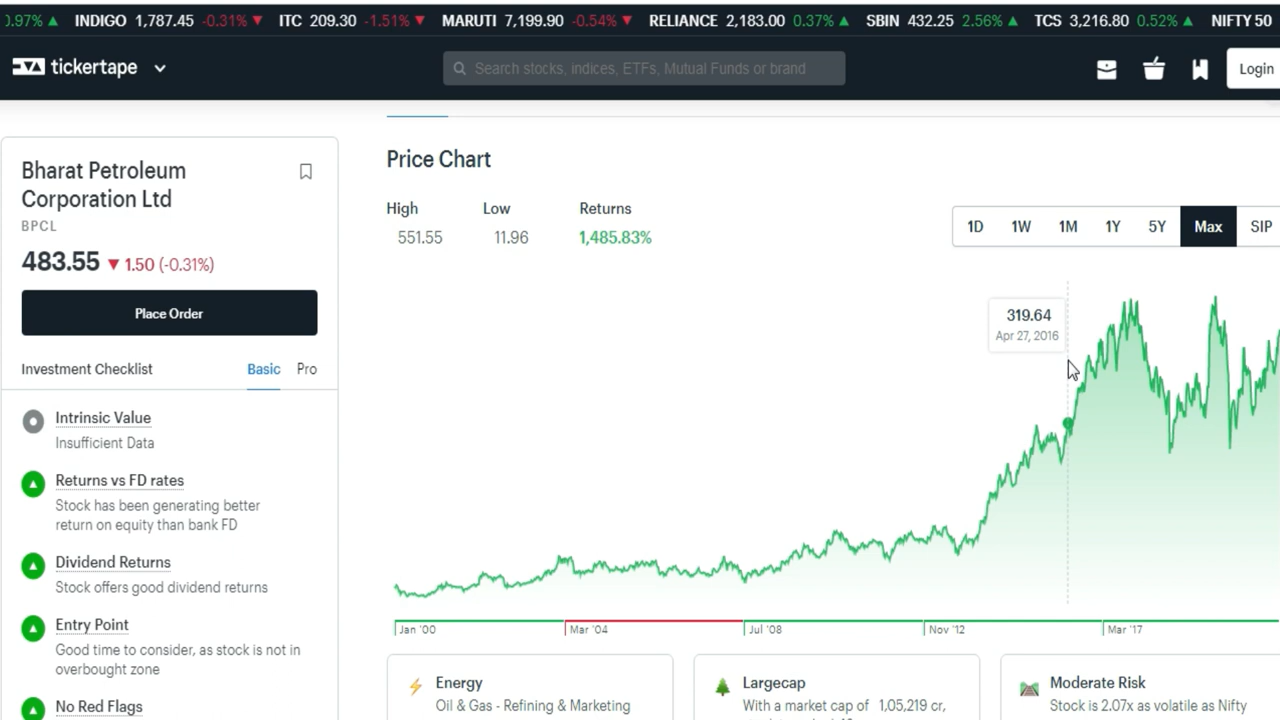 0.97% ▲ INDIGO 1,787.45 -0.31% ▼ ITC 209.30 -1.51% ▼ MARUTI 7,199.90 -0.54% ▼ RELIANCE 2,183.00 0.37% ▲ SBIN 432.25 2.56% ▲ TCS 3,216.80 0.52% ▲ NIFTY 50
tickertape
Search stocks, indices, ETFs, Mutual Funds or brand
Login
Bharat Petroleum
Corporation Ltd
BPCL
483.55 ▼ 1.50 (-0.31%)
Place Order
Investment Checklist Basic Pro
Intrinsic Value
Insufficient Data
Returns vs FD rates
Stock has been generating better
return on equity than bank FD
Dividend Returns
Stock offers good dividend returns
Entry Point
Good time to consider, as stock is not in
overbought zone
No Red Flags
Price Chart
High Low Returns
551.55 11.96 1,485.83%
1D 1W 1M 1Y 5Y Max SIP
319.64
Apr 27, 2016
Jan '00 Mar '04 Jul '08 Nov '12 Mar '17
Energy
Oil & Gas - Refining & Marketing
Largecap
With a market cap of 1,05,219 cr,
Moderate Risk
Stock is 2.07x as volatile as Nifty